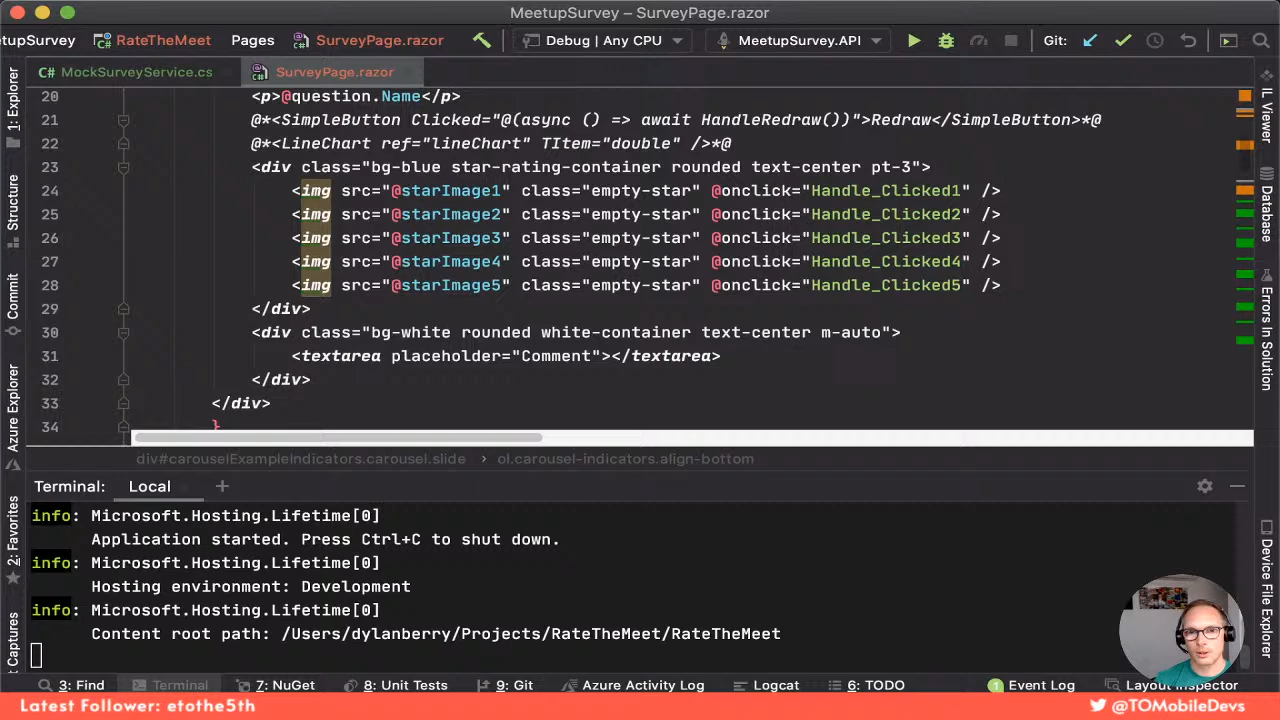 MeetupSurvey – SurveyPage.razor
etupSurvey RateTheMeet Pages SurveyPage.razor Debug | Any CPU MeetupSurvey.API Git:
MockSurveyService.cs SurveyPage.razor
20 <p>@question.Name</p>
21 @*<SimpleButton Clicked="@(async () => await HandleRedraw())">Redraw</SimpleButton>*@
22 @*<LineChart ref="lineChart" TItem="double" />*@
23 <div class="bg-blue star-rating-container rounded text-center pt-3">
24 <img src="@starImage1" class="empty-star" @onclick="Handle_Clicked1" />
25 <img src="@starImage2" class="empty-star" @onclick="Handle_Clicked2" />
26 <img src="@starImage3" class="empty-star" @onclick="Handle_Clicked3" />
27 <img src="@starImage4" class="empty-star" @onclick="Handle_Clicked4" />
28 <img src="@starImage5" class="empty-star" @onclick="Handle_Clicked5" />
29 </div>
30 <div class="bg-white rounded white-container text-center m-auto">
31 <textarea placeholder="Comment"></textarea>
32 </div>
33 </div>
34 }
div#carouselExampleIndicators.carousel.slide › ol.carousel-indicators.align-bottom
Terminal: Local +
info: Microsoft.Hosting.Lifetime[0]
Application started. Press Ctrl+C to shut down.
info: Microsoft.Hosting.Lifetime[0]
Hosting environment: Development
info: Microsoft.Hosting.Lifetime[0]
Content root path: /Users/dylanberry/Projects/RateTheMeet/RateTheMeet
1: Explorer
Structure
Commit
Azure Explorer
2: Favorites
t Captures
IL Viewer
Database
Errors In Solution
Device File Explorer
3: Find Terminal 7: NuGet 8: Unit Tests 9: Git Azure Activity Log Logcat 6: TODO 1 Event Log Layout Inspector
Latest Follower: etothe5th @TOMobileDevs